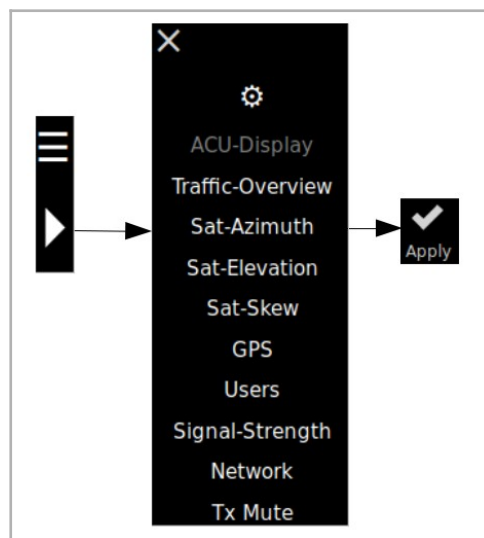 ACU-Display
Traffic-Overview
Sat-Azimuth
Sat-Elevation
Sat-Skew
GPS
Users
Signal-Strength
Network
Tx Mute
Apply